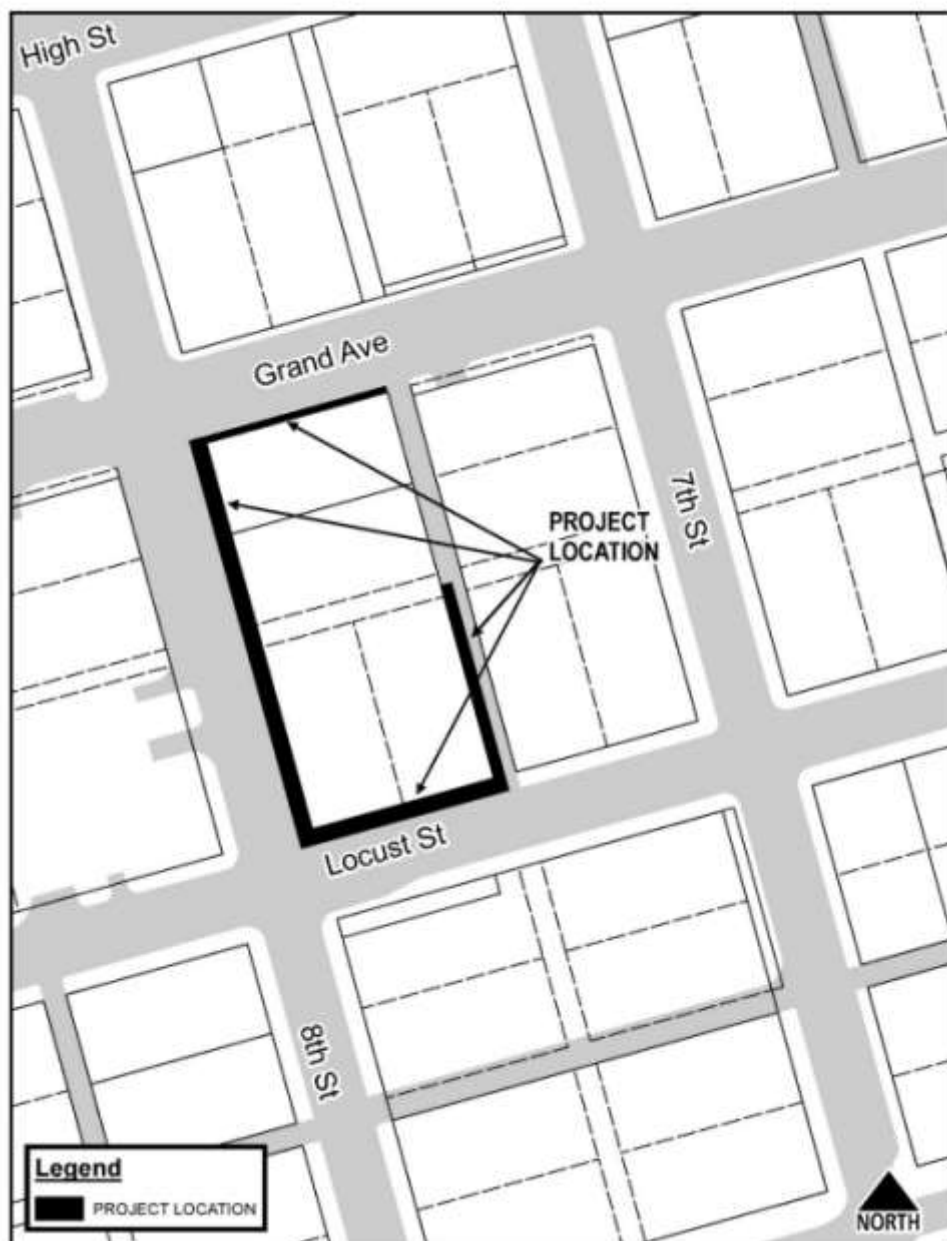 High St
Grand Ave
7th St
PROJECT
LOCATION
Locust St
8th St
Legend
PROJECT LOCATION
NORTH